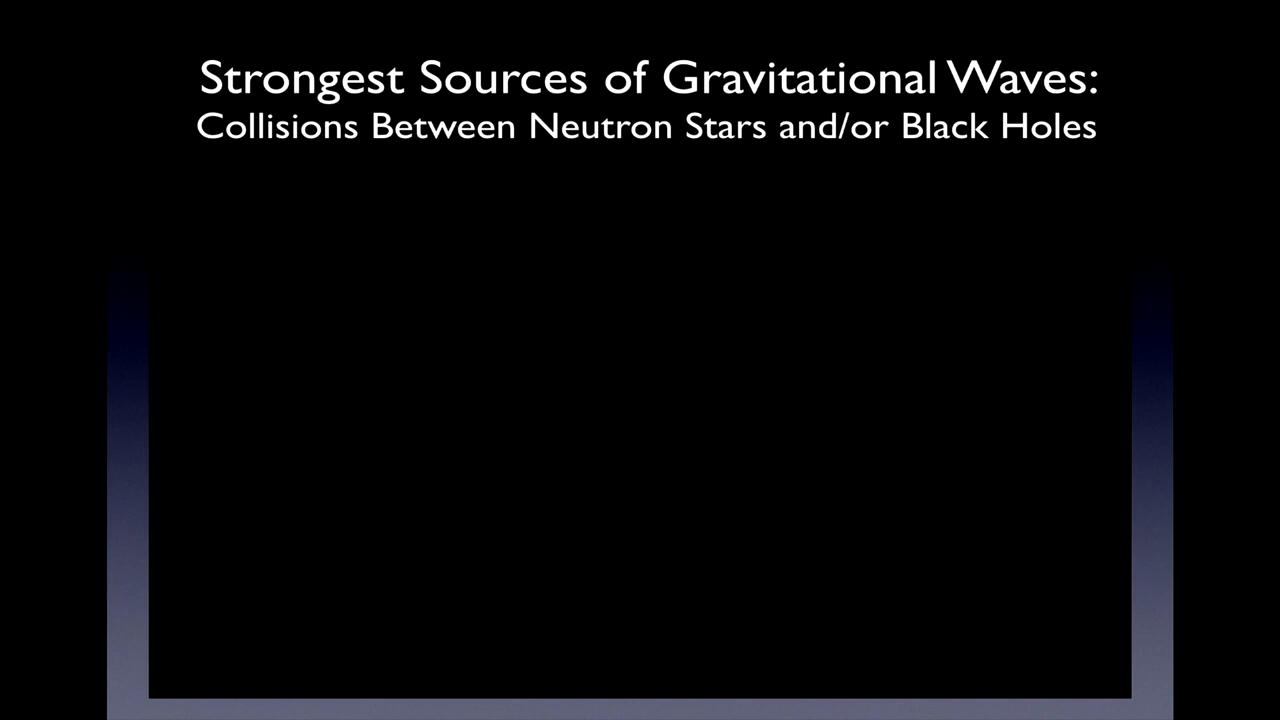 Strongest Sources of Gravitational Waves:
Collisions Between Neutron Stars and/or Black Holes